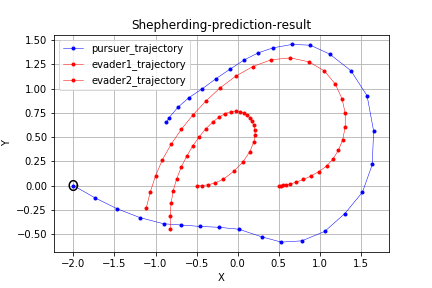 Shepherding-prediction-result
pursuer_trajectory
evader1_trajectory
evader2_trajectory
1.50
1.25
1.00
0.75
0.50
0.25
0.00
−0.25
−0.50
Y
−2.0 −1.5 −1.0 −0.5 0.0 0.5 1.0 1.5
X